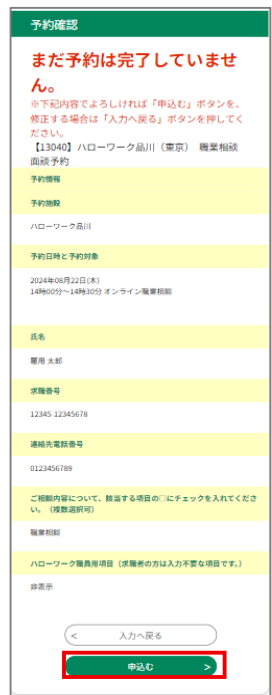 予約確認
まだ予約は完了していませ
ん。
※下記内容でよろしければ「申込む」ボタンを、
修正する場合は「入力へ戻る」ボタンを押してく
ださい。
【13040】ハローワーク品川（東京） 職業相談
面談予約
予約情報
予約施設
ハローワーク品川
予約日時と予約対象
2024年08月22日(木)
14時00分～14時30分 オンライン職業相談
氏名
雇用 太郎
求職番号
12345-12345678
連絡先電話番号
0123456789
ご相談内容について、該当する項目の□にチェックを入れてくださ
い。（複数選択可）
職業相談
ハローワーク職員用項目（求職者の方は入力不要な項目です。）
非表示
< 入力へ戻る
申込む >